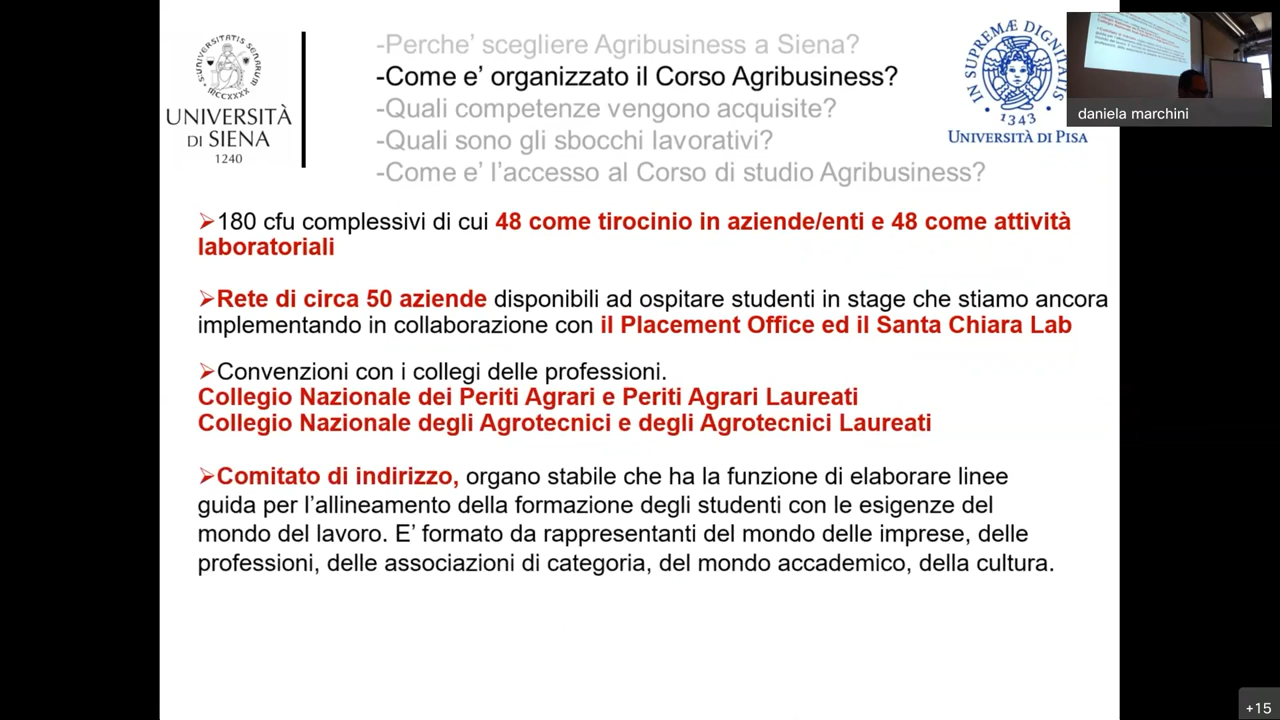 -Perche' scegliere Agribusiness a Siena?
-Come e' organizzato il Corso Agribusiness?
-Quali competenze vengono acquisite?
-Quali sono gli sbocchi lavorativi?
-Come e' l'accesso al Corso di studio Agribusiness?
UNIVERSITÀ
DI SIENA
1240
IN SUPREMÆ DIGNITATIS
1343
UNIVERSITÀ DI PISA
daniela marchini
➢180 cfu complessivi di cui 48 come tirocinio in aziende/enti e 48 come attività
laboratoriali
➢Rete di circa 50 aziende disponibili ad ospitare studenti in stage che stiamo ancora
implementando in collaborazione con il Placement Office ed il Santa Chiara Lab
➢Convenzioni con i collegi delle professioni.
Collegio Nazionale dei Periti Agrari e Periti Agrari Laureati
Collegio Nazionale degli Agrotecnici e degli Agrotecnici Laureati
➢Comitato di indirizzo, organo stabile che ha la funzione di elaborare linee
guida per l'allineamento della formazione degli studenti con le esigenze del
mondo del lavoro. E' formato da rappresentanti del mondo delle imprese, delle
professioni, delle associazioni di categoria, del mondo accademico, della cultura.
+15